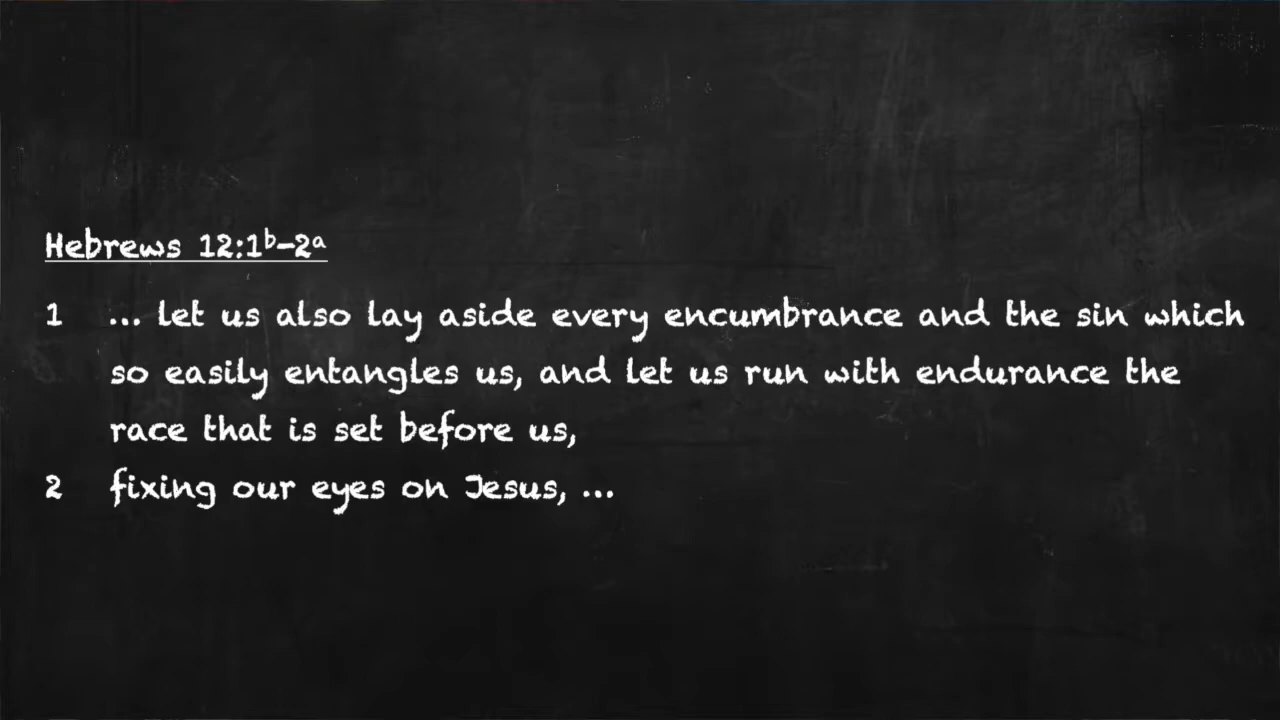 Hebrews 12:1ᵇ–2ᵃ
1 ... let us also lay aside every encumbrance and the sin which
so easily entangles us, and let us run with endurance the
race that is set before us,
2 fixing our eyes on Jesus, ...